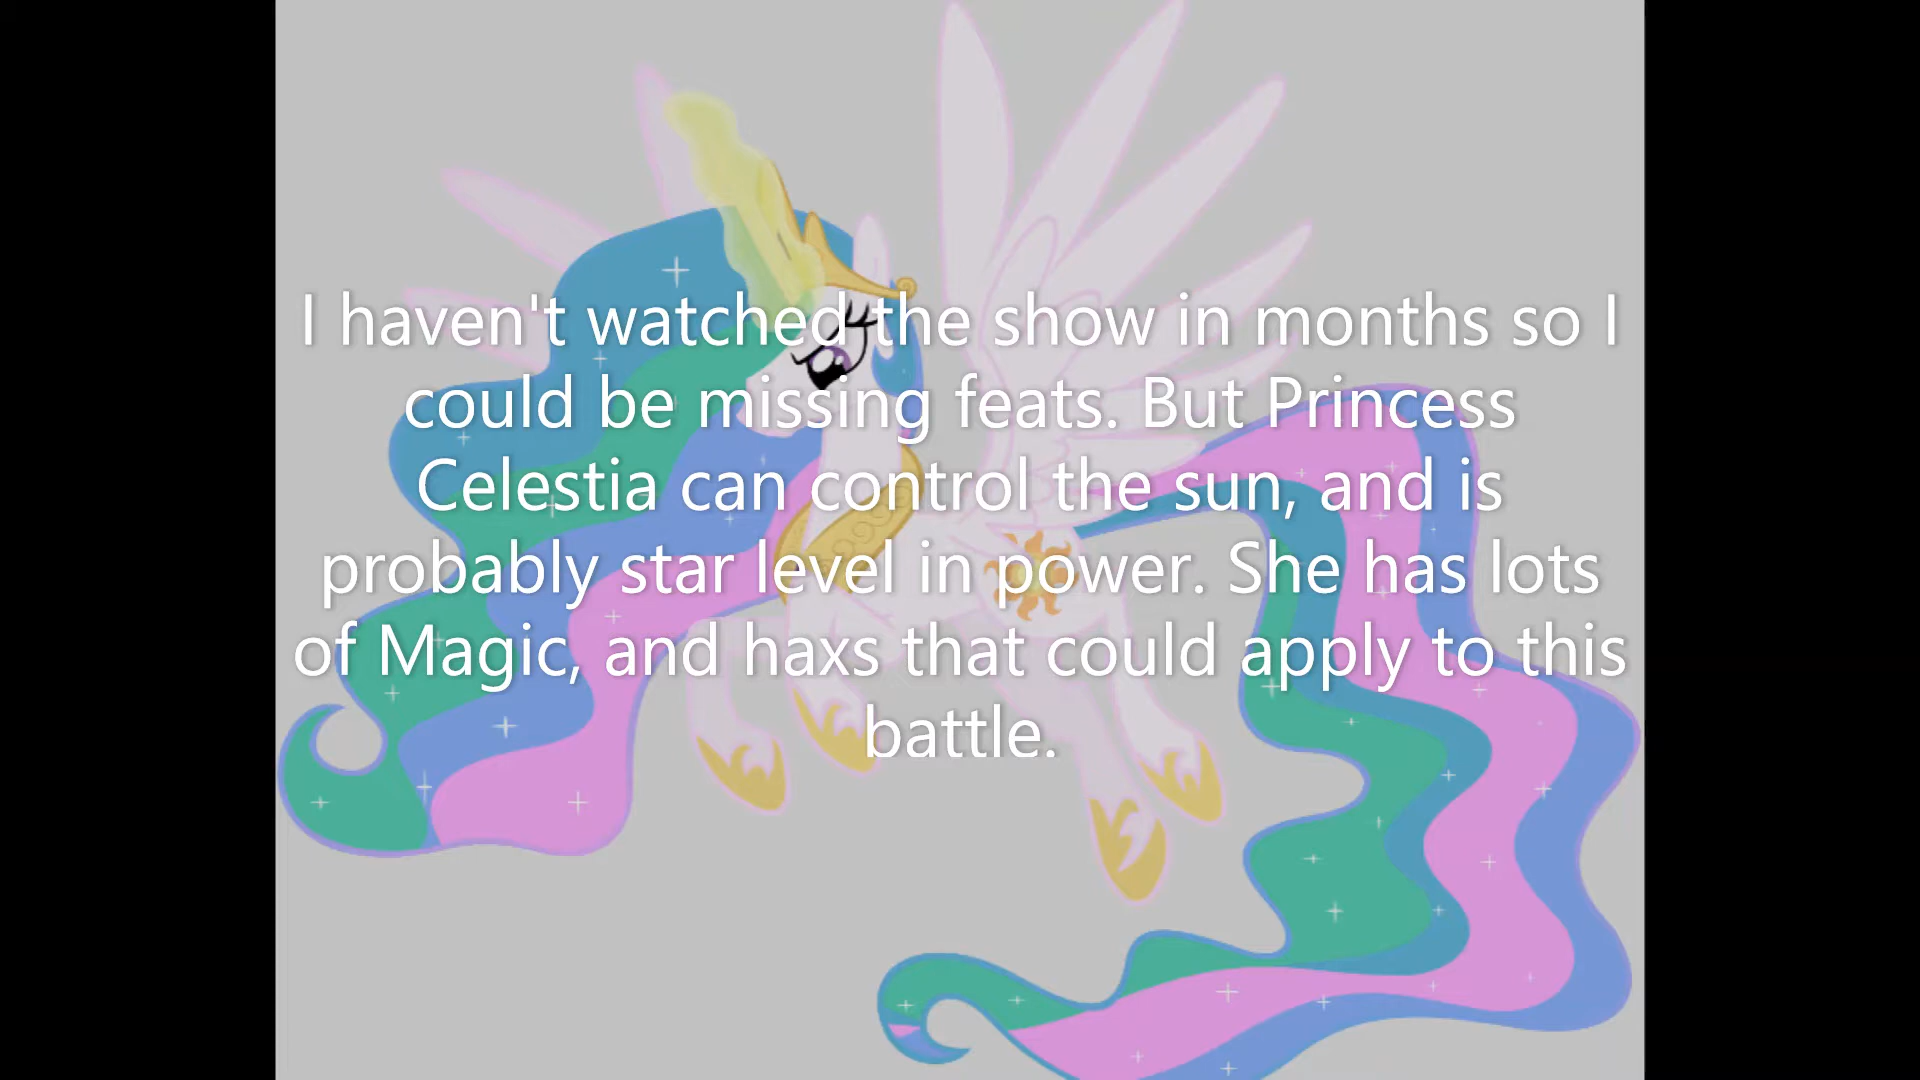 I haven't watched the show in months so I
could be missing feats. But Princess
Celestia can control the sun, and is
probably star level in power. She has lots
of Magic, and haxs that could apply to this
battle.